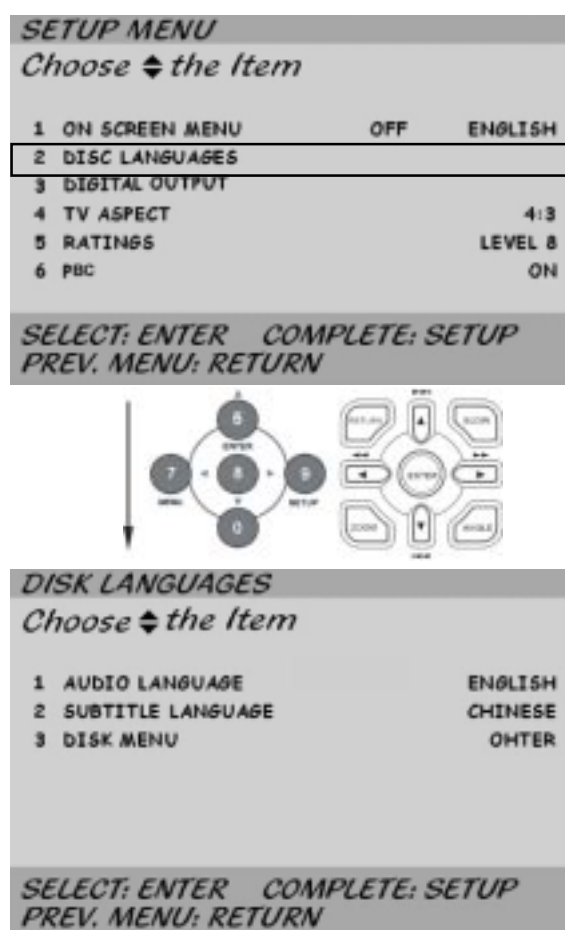 SETUP MENU
Choose the Item
1 ON SCREEN MENU OFF ENGLISH
2 DISC LANGUAGES
3 DIGITAL OUTPUT
4 TV ASPECT 4:3
5 RATINGS LEVEL 8
6 PBC ON
SELECT: ENTER COMPLETE: SETUP
PREV. MENU: RETURN
6
ENTER
7 8 9
MENU SETUP
0
RETURN
ENTER
ZOOM ANGLE
DISK LANGUAGES
Choose the Item
1 AUDIO LANGUAGE ENGLISH
2 SUBTITLE LANGUAGE CHINESE
3 DISK MENU OHTER
SELECT: ENTER COMPLETE: SETUP
PREV. MENU: RETURN